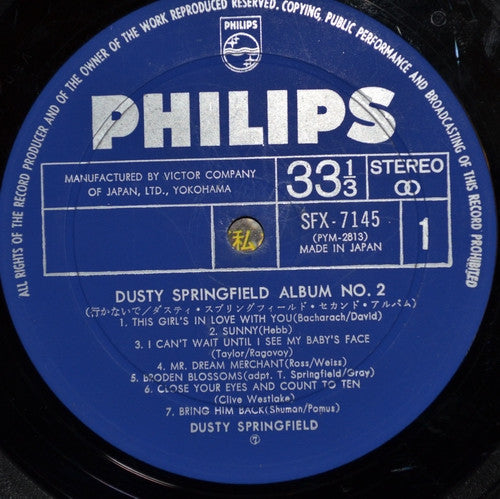 ALL RIGHTS OF THE RECORD PRODUCER AND OF THE OWNER OF THE WORK REPRODUCED RESERVED. COPYING, PUBLIC PERFORMANCE AND BROADCASTING OF THIS RECORD PROHIBITED
PHILIPS
PHILIPS
MANUFACTURED BY VICTOR COMPANY
OF JAPAN, LTD., YOKOHAMA
33 1/3
STEREO
SFX-7145
(PYM-2813)
MADE IN JAPAN
1
私
DUSTY SPRINGFIELD ALBUM NO. 2
(汗かないで/ダスティ・スプリングフィールド・セカンド・アルバム)
1. THIS GIRL'S IN LOVE WITH YOU(Bacharach/David)
2. SUNNY(Hebb)
3. I CAN'T WAIT UNTIL I SEE MY BABY'S FACE
(Taylor/Ragavoy)
4. MR. DREAM MERCHANT(Ross/Weiss)
5. BRODEN BLOSSOMS(adpt. T. Springfield/Gray)
6. CLOSE YOUR EYES AND COUNT TO TEN
(Clive Westlake)
7. BRING HIM BACK(Shuman/Pomus)
DUSTY SPRINGFIELD